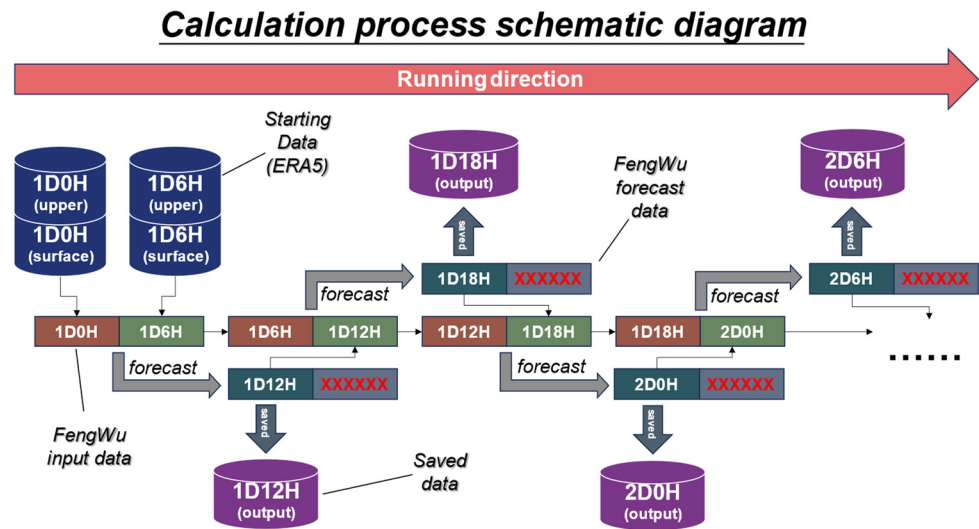 Calculation process schematic diagram
Running direction
Starting
Data
(ERA5)
1D0H
(upper)
1D0H
(surface)
1D6H
(upper)
1D6H
(surface)
1D18H
(output)
FengWu
forecast
data
2D6H
(output)
saved
saved
1D18H XXXXXX
2D6H XXXXXX
forecast
forecast
1D0H 1D6H
1D6H 1D12H
1D12H 1D18H
1D18H 2D0H
......
forecast
1D12H XXXXXX
forecast
2D0H XXXXXX
saved
saved
FengWu
input data
1D12H
(output)
Saved
data
2D0H
(output)